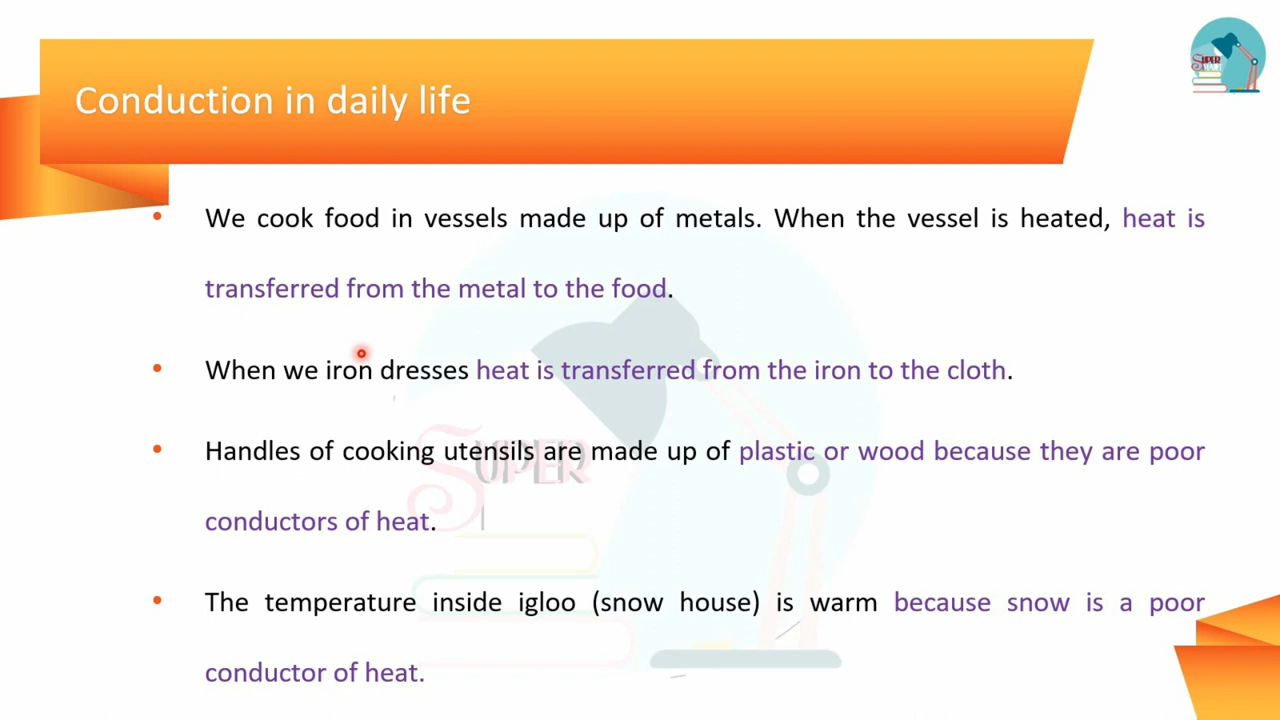 Conduction in daily life
SUPER
• We cook food in vessels made up of metals. When the vessel is heated, heat is
transferred from the metal to the food.
• When we iron dresses heat is transferred from the iron to the cloth.
• Handles of cooking utensils are made up of plastic or wood because they are poor
conductors of heat.
SUPER
• The temperature inside igloo (snow house) is warm because snow is a poor
conductor of heat.